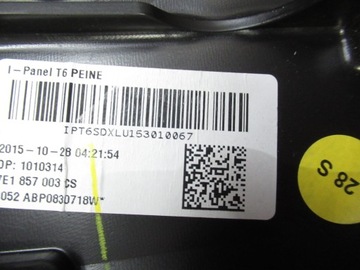 I-Panel T6 PEINE
IPT6SDXLU163010067
2015-10-28 04:21:54
OP: 1010314
7E1 857 003 CS
052 ABP0830718W*
28 S